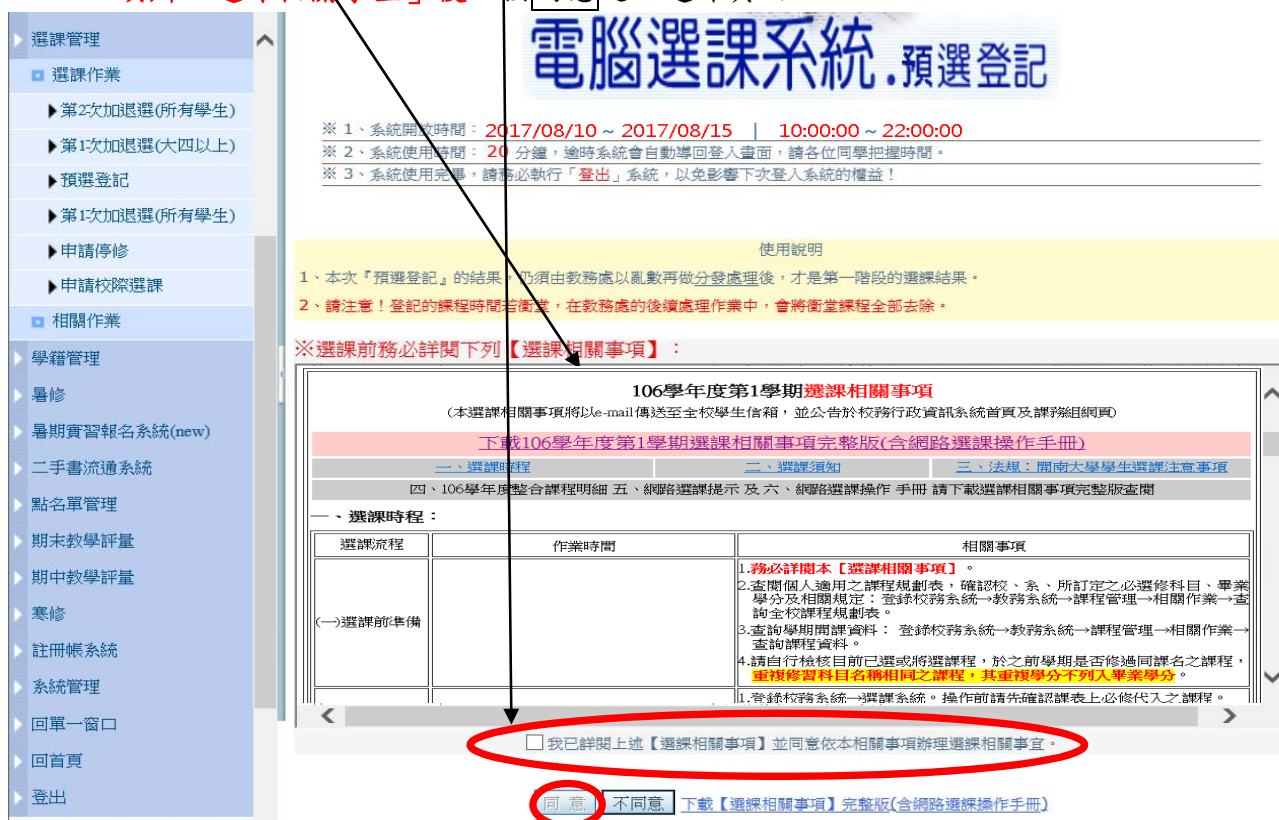 選課管理
選課作業
第2次加退選(所有學生)
第1次加退選(大四以上)
預選登記
第1次加退選(所有學生)
申請停修
申請校際選課
相關作業
學籍管理
暑修
暑期實習報名系統(new)
二手書流通系統
點名單管理
期末教學評量
期中教學評量
寒修
註冊帳系統
系統管理
回單一窗口
回首頁
登出
電腦選課系統.預選登記
※ 1、系統開放時間：2017/08/10 ~ 2017/08/15 | 10:00:00 ~ 22:00:00
※ 2、系統使用時間：20 分鐘，逾時系統會自動導回登入畫面，請各位同學把握時間。
※ 3、系統使用完畢，請務必執行「登出」系統，以免影響下次登入系統的權益！
使用說明
1、本次『預選登記』的結果，仍須由教務處以亂數再做分發處理後，才是第一階段的選課結果。
2、請注意！登記的課程時間若衝堂，在教務處的後續處理作業中，會將衝堂課程全部去除。
※選課前務必詳閱下列【選課相關事項】：
106學年度第1學期選課相關事項
(本選課相關事項將以e-mail傳送至全校學生信箱，並公告於校務行政資訊系統首頁及課務組網頁)
下載106學年度第1學期選課相關事項完整版(含網路選課操作手冊)
一、選課時程 二、選課須知 三、法規：開南大學學生選課注意事項
四、106學年度整合課程明細 五、網路選課提示 及 六、網路選課操作 手冊 請下載選課相關事項完整版查閱
一、選課時程：
選課流程 作業時間 相關事項
(一)選課前準備
1.務必詳閱本【選課相關事項】。
2.查閱個人適用之課程規劃表，確認校、系、所訂定之必選修科目、畢業
學分及相關規定：登錄校務系統→教務系統→課程管理→相關作業→查
詢全校課程規劃表。
3.查詢學期開課資料： 登錄校務系統→教務系統→課程管理→相關作業→
查詢課程資料。
4.請自行檢核目前已選或將選課程，於之前學期是否修過同課名之課程，
重複修習科目名稱相同之課程，其重複學分不列入畢業學分。
1.登錄校務系統→選課系統。操作前請先確認課表上必修代入之課程。
我已詳閱上述【選課相關事項】並同意依本相關事項辦理選課相關事宜。
同 意 不同意 下載【選課相關事項】完整版(含網路選課操作手冊)